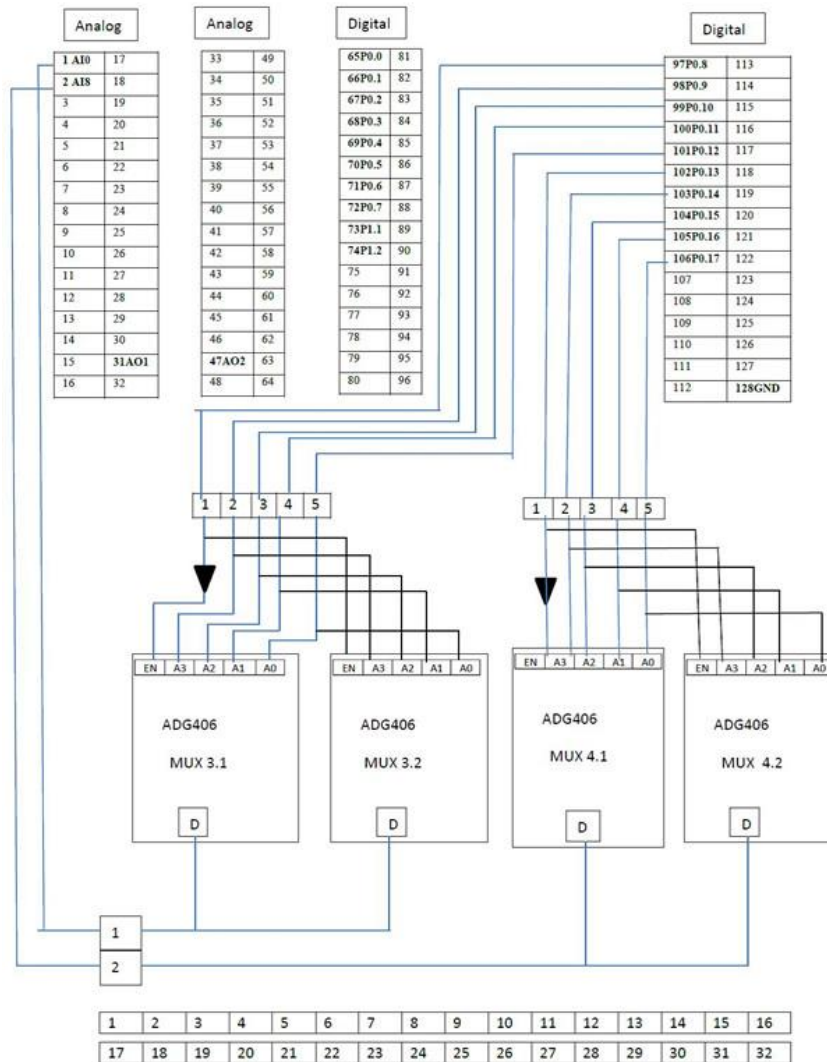 Analog Analog Digital Digital
1 AI0 17 33 49 65P0.0 81 97P0.8 113
2 AI8 18 34 50 66P0.1 82 98P0.9 114
3 19 35 51 67P0.2 83 99P0.10 115
4 20 36 52 68P0.3 84 100P0.11 116
5 21 37 53 69P0.4 85 101P0.12 117
6 22 38 54 70P0.5 86 102P0.13 118
7 23 39 55 71P0.6 87 103P0.14 119
8 24 40 56 72P0.7 88 104P0.15 120
9 25 41 57 73P1.1 89 105P0.16 121
10 26 42 58 74P1.2 90 106P0.17 122
11 27 43 59 75 91 107 123
12 28 44 60 76 92 108 124
13 29 45 61 77 93 109 125
14 30 46 62 78 94 110 126
15 31AO1 47AO2 63 79 95 111 127
16 32 48 64 80 96 112 128GND
1 2 3 4 5 1 2 3 4 5
EN A3 A2 A1 A0 EN A3 A2 A1 A0 EN A3 A2 A1 A0 EN A3 A2 A1 A0
ADG406 ADG406 ADG406 ADG406
MUX 3.1 MUX 3.2 MUX 4.1 MUX 4.2
D D D D
1
2
1 2 3 4 5 6 7 8 9 10 11 12 13 14 15 16
17 18 19 20 21 22 23 24 25 26 27 28 29 30 31 32